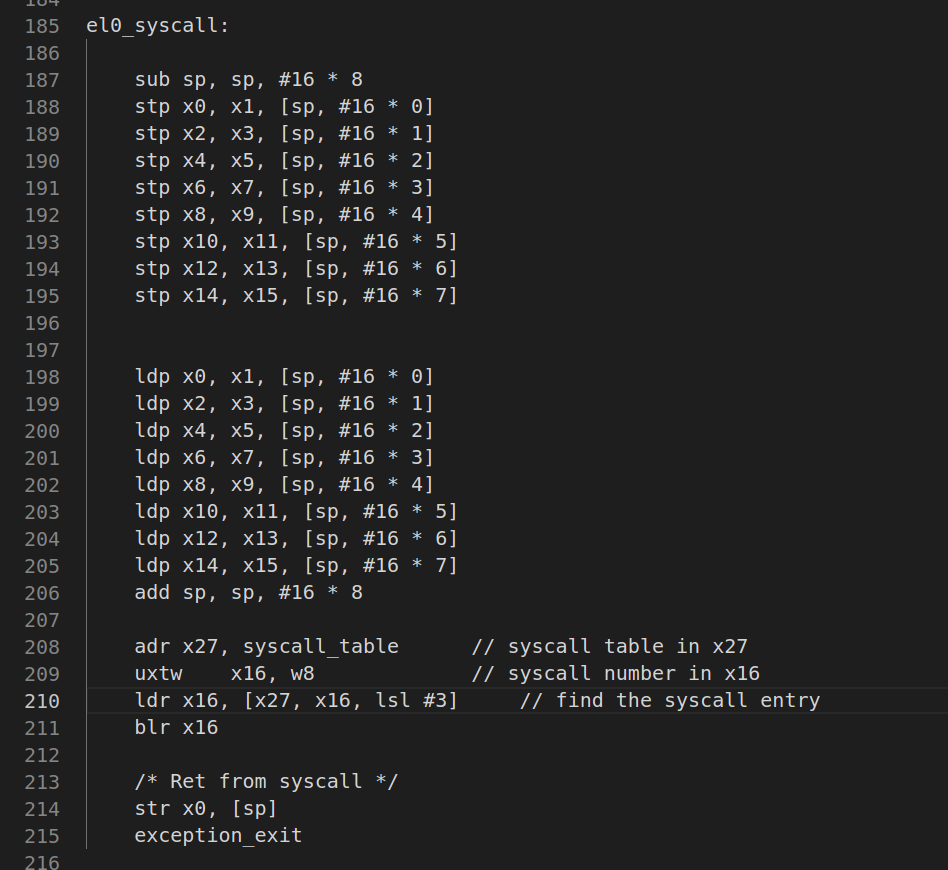 184
185 el0_syscall:
186
187 sub sp, sp, #16 * 8
188 stp x0, x1, [sp, #16 * 0]
189 stp x2, x3, [sp, #16 * 1]
190 stp x4, x5, [sp, #16 * 2]
191 stp x6, x7, [sp, #16 * 3]
192 stp x8, x9, [sp, #16 * 4]
193 stp x10, x11, [sp, #16 * 5]
194 stp x12, x13, [sp, #16 * 6]
195 stp x14, x15, [sp, #16 * 7]
196
197
198 ldp x0, x1, [sp, #16 * 0]
199 ldp x2, x3, [sp, #16 * 1]
200 ldp x4, x5, [sp, #16 * 2]
201 ldp x6, x7, [sp, #16 * 3]
202 ldp x8, x9, [sp, #16 * 4]
203 ldp x10, x11, [sp, #16 * 5]
204 ldp x12, x13, [sp, #16 * 6]
205 ldp x14, x15, [sp, #16 * 7]
206 add sp, sp, #16 * 8
207
208 adr x27, syscall_table // syscall table in x27
209 uxtw x16, w8 // syscall number in x16
210 ldr x16, [x27, x16, lsl #3] // find the syscall entry
211 blr x16
212
213 /* Ret from syscall */
214 str x0, [sp]
215 exception_exit
216